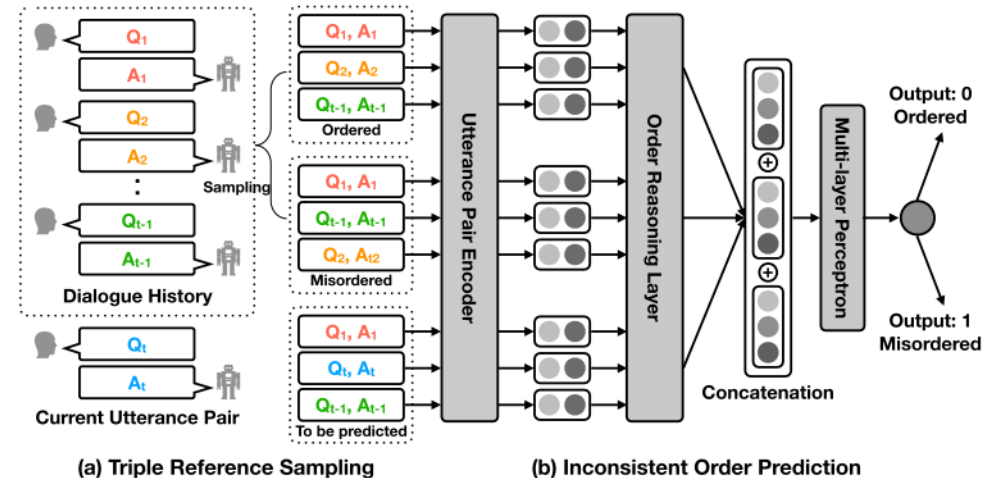 Q1
A1
Q2
A2
⋮
Qt-1
At-1
Dialogue History
Qt
At
Current Utterance Pair
Sampling
Q1, A1
Q2, A2
Qt-1, At-1
Ordered
Q1, A1
Qt-1, At-1
Q2, At2
Misordered
Q1, A1
Qt, At
Qt-1, At-1
To be predicted
Utterance Pair Encoder
Order Reasoning Layer
+
+
Concatenation
Multi-layer Perceptron
Output: 0
Ordered
Output: 1
Misordered
(a) Triple Reference Sampling
(b) Inconsistent Order Prediction